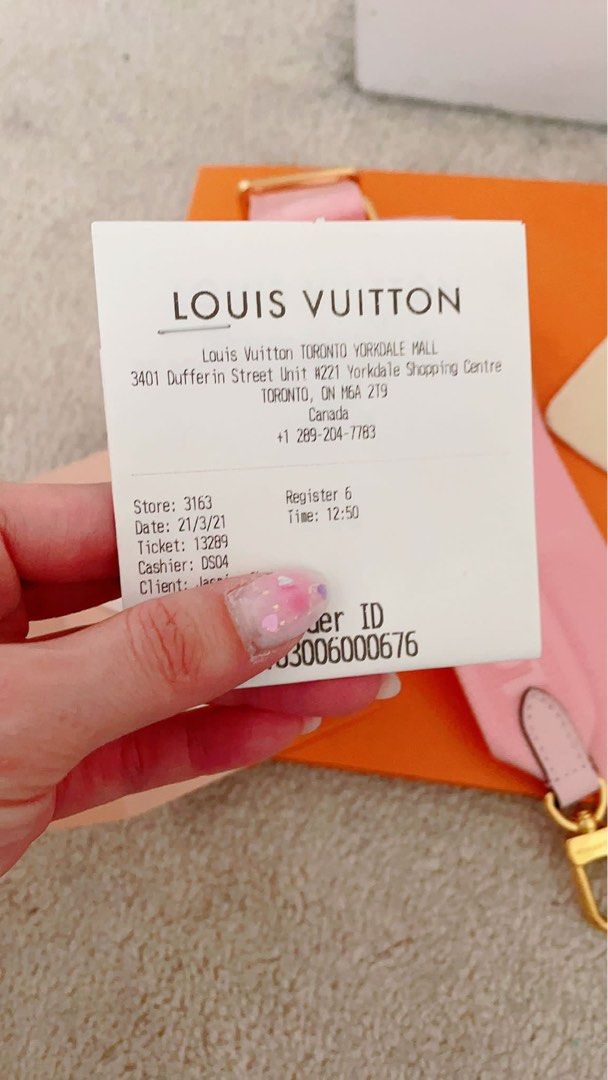 LOUIS VUITTON
Louis Vuitton TORONTO YORKDALE MALL
3401 Dufferin Street Unit #221 Yorkdale Shopping Centre
TORONTO, ON M6A 2T9
Canada
+1 289-204-7783
Store: 3163 Register 6
Date: 21/3/21 Time: 12:50
Ticket: 13289
Cashier: DS04
Client:
ID
03006000676